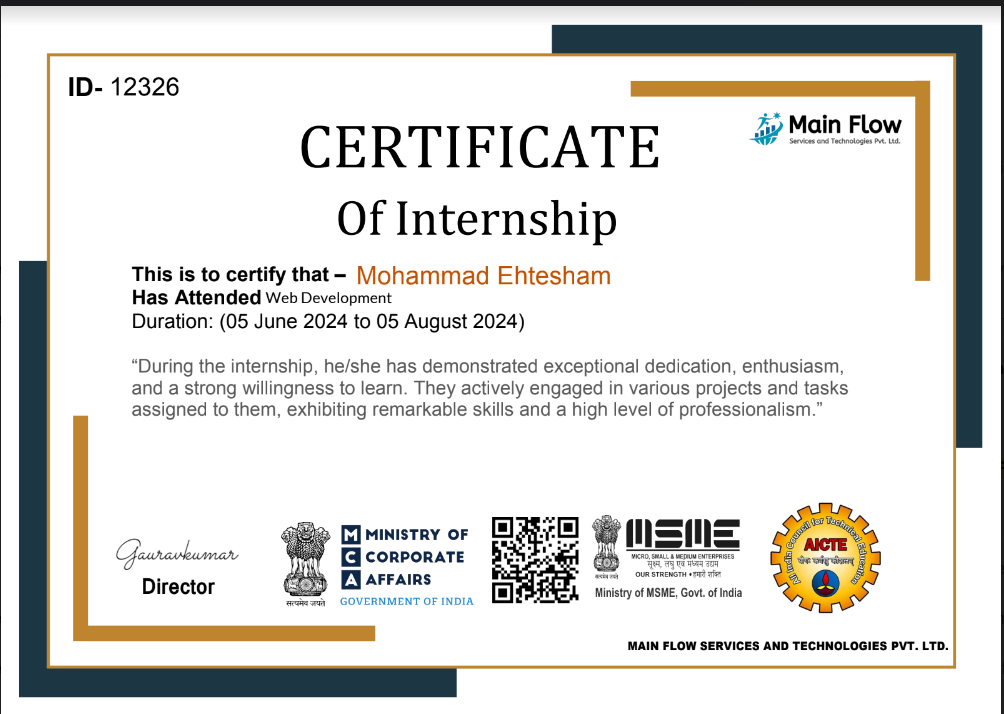 ID- 12326
Main Flow
Services and Technologies Pvt. Ltd.
CERTIFICATE
Of Internship
This is to certify that – Mohammad Ehtesham
Has Attended Web Development
Duration: (05 June 2024 to 05 August 2024)
“During the internship, he/she has demonstrated exceptional dedication, enthusiasm,
and a strong willingness to learn. They actively engaged in various projects and tasks
assigned to them, exhibiting remarkable skills and a high level of professionalism.”
Gauravkumar
Director
सत्यमेव जयते
M MINISTRY OF
C CORPORATE
A AFFAIRS
GOVERNMENT OF INDIA
सत्यमेव जयते
MSME
MICRO, SMALL & MEDIUM ENTERPRISES
सूक्ष्म, लघु एवं मध्यम उद्यम
OUR STRENGTH • हमारी शक्ति
Ministry of MSME, Govt. of India
All India Council for Technical Education
AICTE
MAIN FLOW SERVICES AND TECHNOLOGIES PVT. LTD.